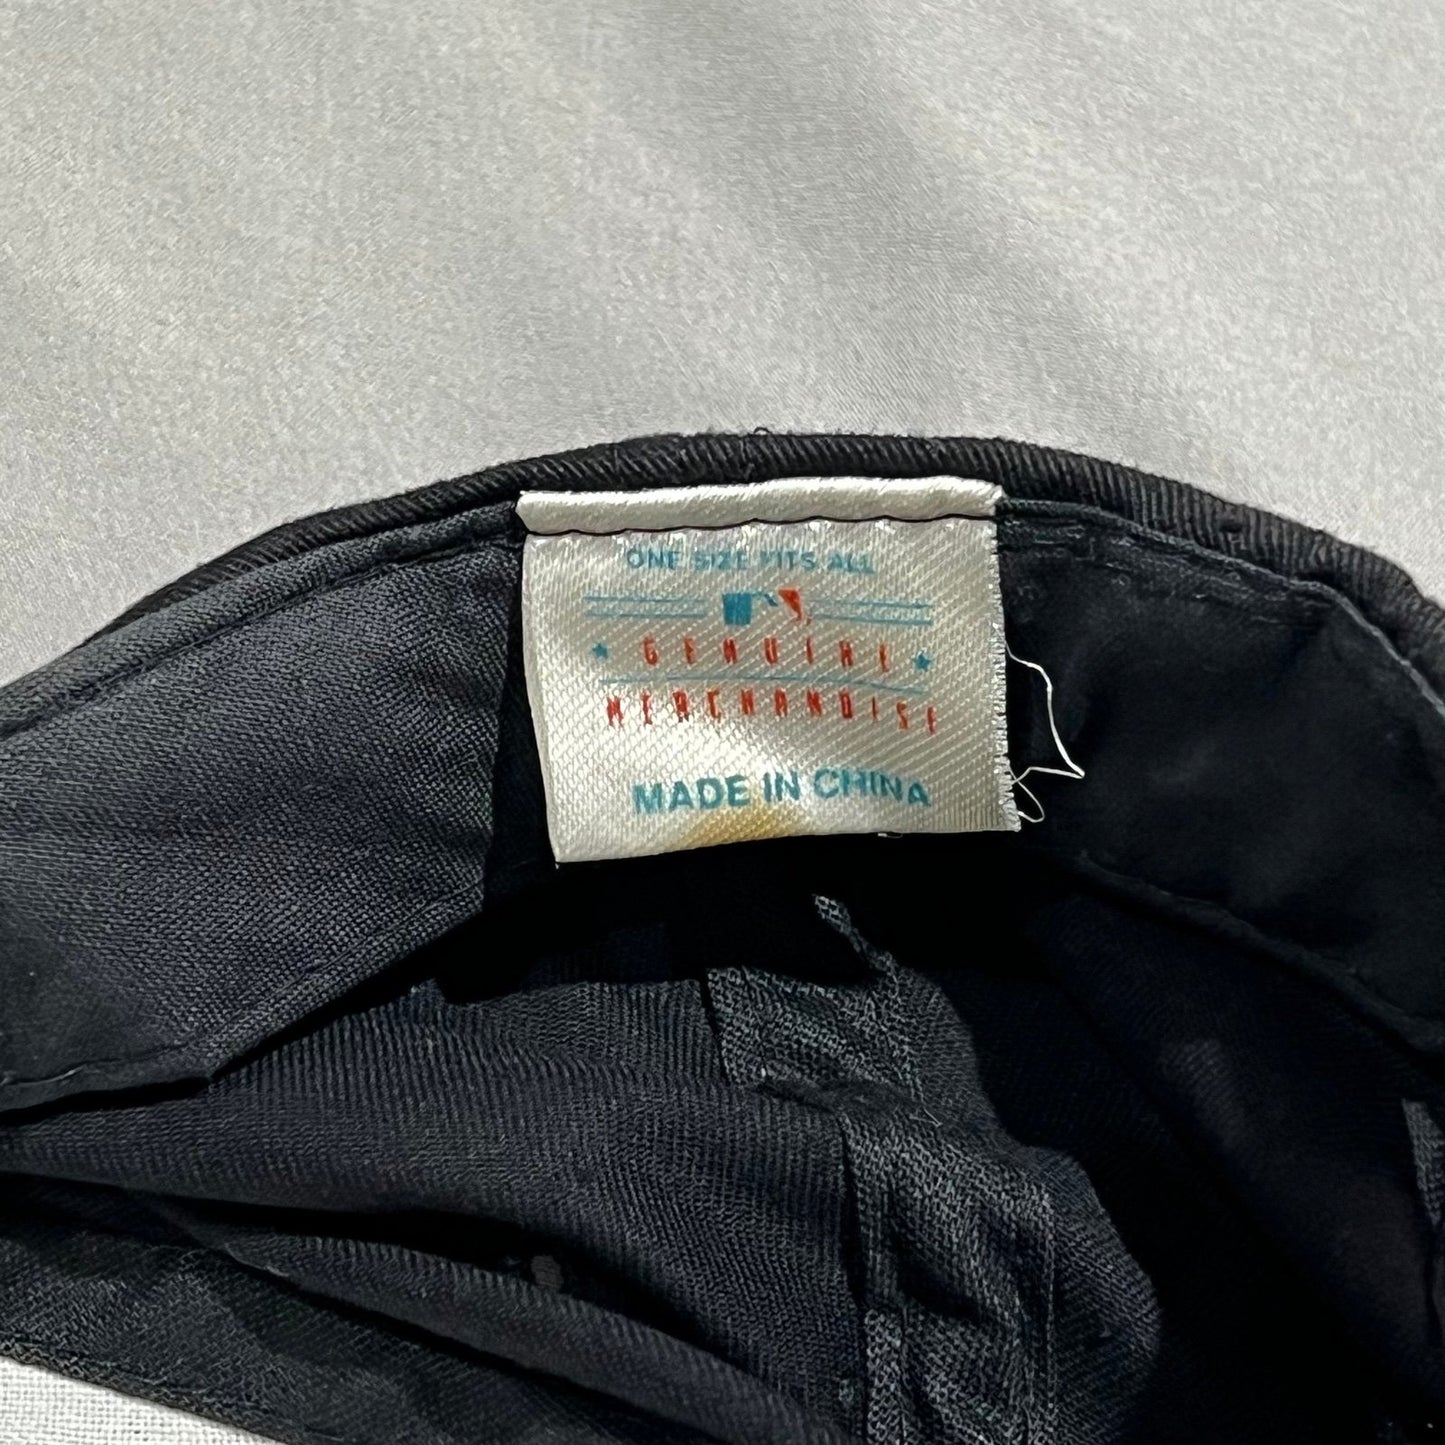 ONE SIZE FITS ALL
GENUINE
MERCHANDISE
MADE IN CHINA